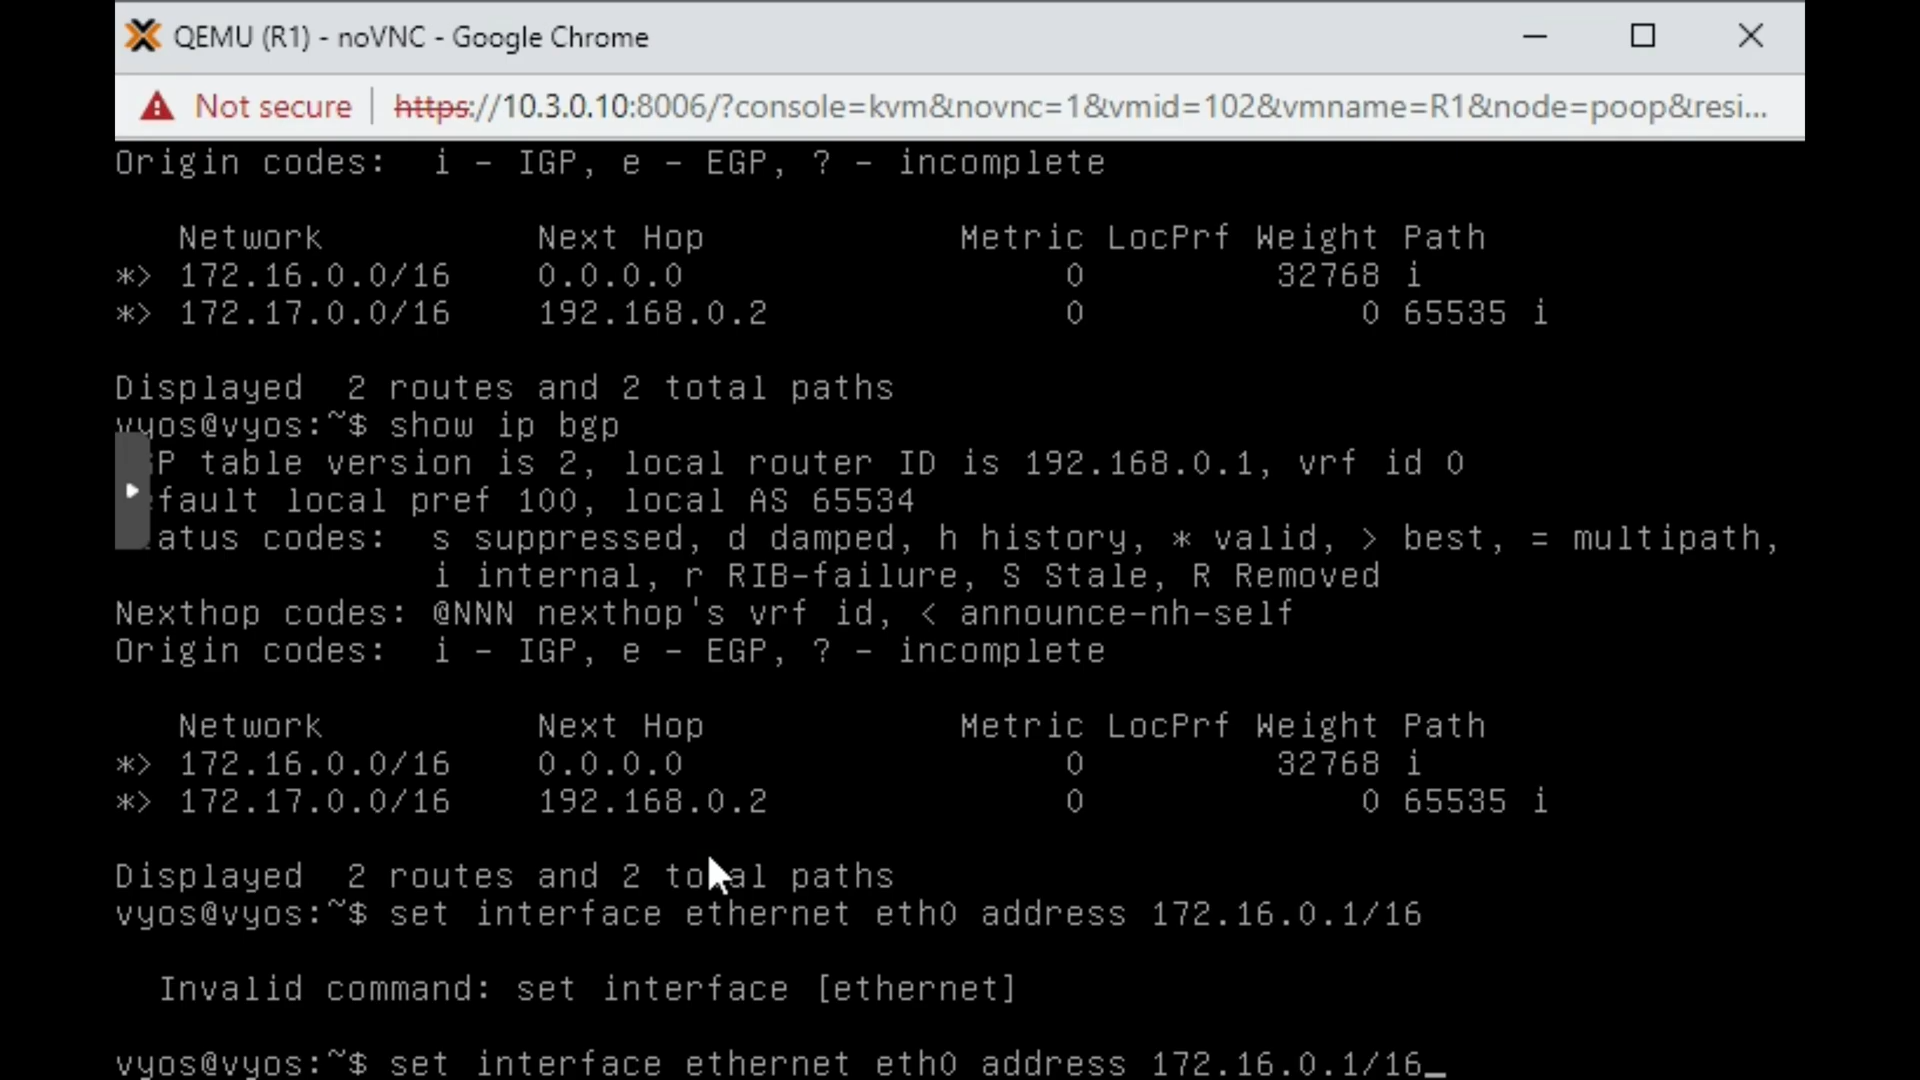 QEMU (R1) - noVNC - Google Chrome
Not secure | https://10.3.0.10:8006/?console=kvm&novnc=1&vmid=102&vmname=R1&node=poop&resi...
Origin codes:  i - IGP, e - EGP, ? - incomplete
   Network          Next Hop            Metric LocPrf Weight Path
*> 172.16.0.0/16    0.0.0.0                  0         32768 i
*> 172.17.0.0/16    192.168.0.2              0             0 65535 i
Displayed  2 routes and 2 total paths
vyos@vyos:~$ show ip bgp
P table version is 2, local router ID is 192.168.0.1, vrf id 0
fault local pref 100, local AS 65534
atus codes:  s suppressed, d damped, h history, * valid, > best, = multipath,
               i internal, r RIB-failure, S Stale, R Removed
Nexthop codes: @NNN nexthop's vrf id, < announce-nh-self
Origin codes:  i - IGP, e - EGP, ? - incomplete
   Network          Next Hop            Metric LocPrf Weight Path
*> 172.16.0.0/16    0.0.0.0                  0         32768 i
*> 172.17.0.0/16    192.168.0.2              0             0 65535 i
Displayed  2 routes and 2 total paths
vyos@vyos:~$ set interface ethernet eth0 address 172.16.0.1/16
  Invalid command: set interface [ethernet]
vyos@vyos:~$ set interface ethernet eth0 address 172.16.0.1/16_